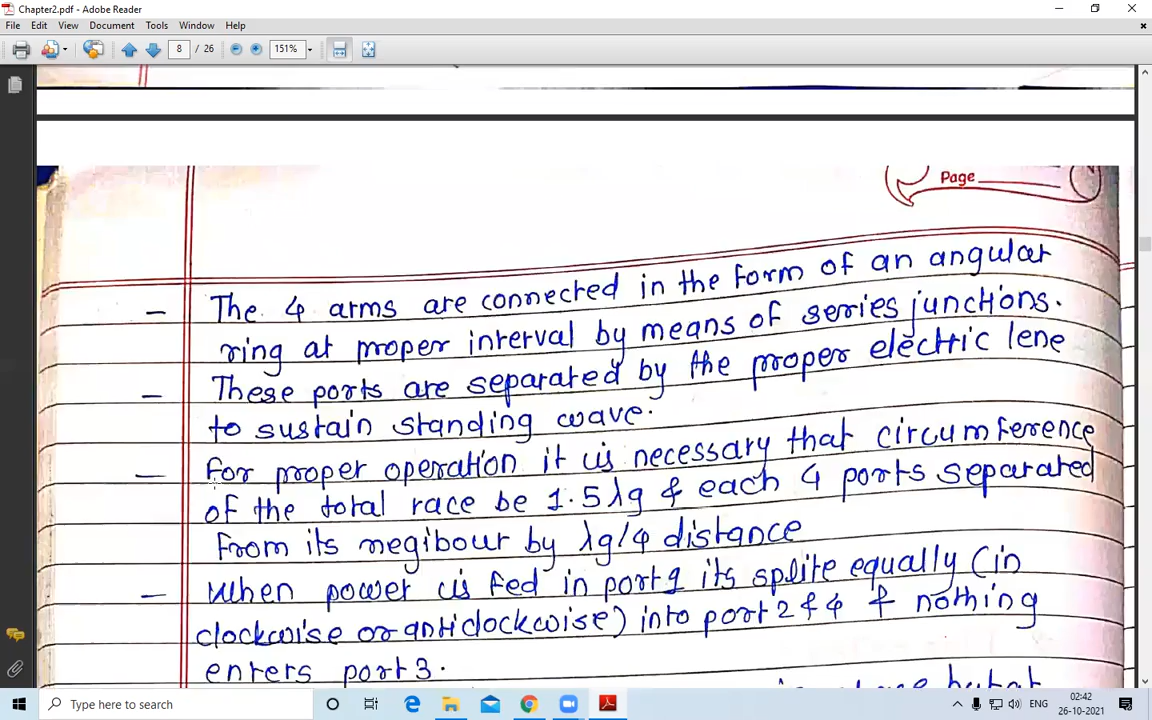 Chapter2.pdf - Adobe Reader
File Edit View Document Tools Window Help
8 / 26 151%
Page
- The 4 arms are connected in the form of an angular
ring at proper interval by means of series junctions.
- These ports are separated by the proper electric lene
to sustain standing wave.
- For proper operation it is necessary that circumference
of the total race be 1.5λg & each 4 ports separated
From its negibour by λg/4 distance
- When power is fed in port 1 its splite equally (in
clockwise or anticlockwise) into port 2 & 4 & nothing
enters port 3.
Type here to search
ENG
02:42
26-10-2021